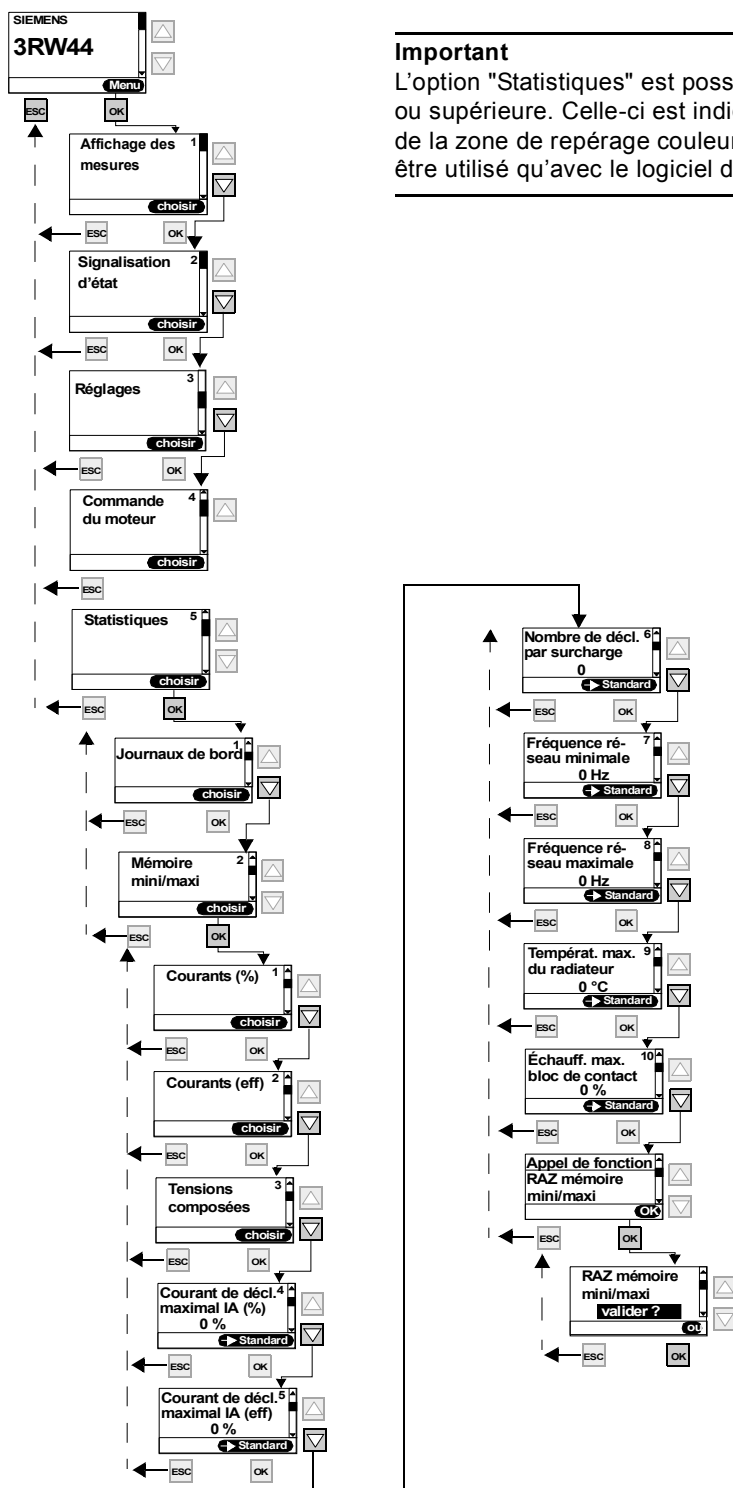 SIEMENS
3RW44
Menu
ESC
OK
Important
L'option "Statistiques" est poss
ou supérieure. Celle-ci est indi
de la zone de repérage couleur
être utilisé qu'avec le logiciel d
Affichage des 1
mesures
choisir
ESC
OK
Signalisation 2
d'état
choisir
ESC
OK
Réglages 3
choisir
ESC
OK
Commande 4
du moteur
choisir
ESC
Statistiques 5
choisir
ESC
OK
Journaux de bord 1
choisir
ESC
OK
Mémoire 2
mini/maxi
choisir
ESC
OK
Courants (%) 1
choisir
ESC
OK
Courants (eff) 2
choisir
ESC
OK
Tensions 3
composées
choisir
ESC
OK
Courant de décl. 4
maximal IA (%)
0 %
Standard
ESC
OK
Courant de décl. 5
maximal IA (eff)
0 %
Standard
ESC
OK
Nombre de décl. 6
par surcharge
0
Standard
ESC
OK
Fréquence ré- 7
seau minimale
0 Hz
Standard
ESC
OK
Fréquence ré- 8
seau maximale
0 Hz
Standard
ESC
OK
Températ. max. 9
du radiateur
0 °C
Standard
ESC
OK
Échauff. max. 10
bloc de contact
0 %
Standard
ESC
OK
Appel de fonction
RAZ mémoire
mini/maxi
OK
ESC
OK
RAZ mémoire
mini/maxi
valider ?
OU
ESC
OK